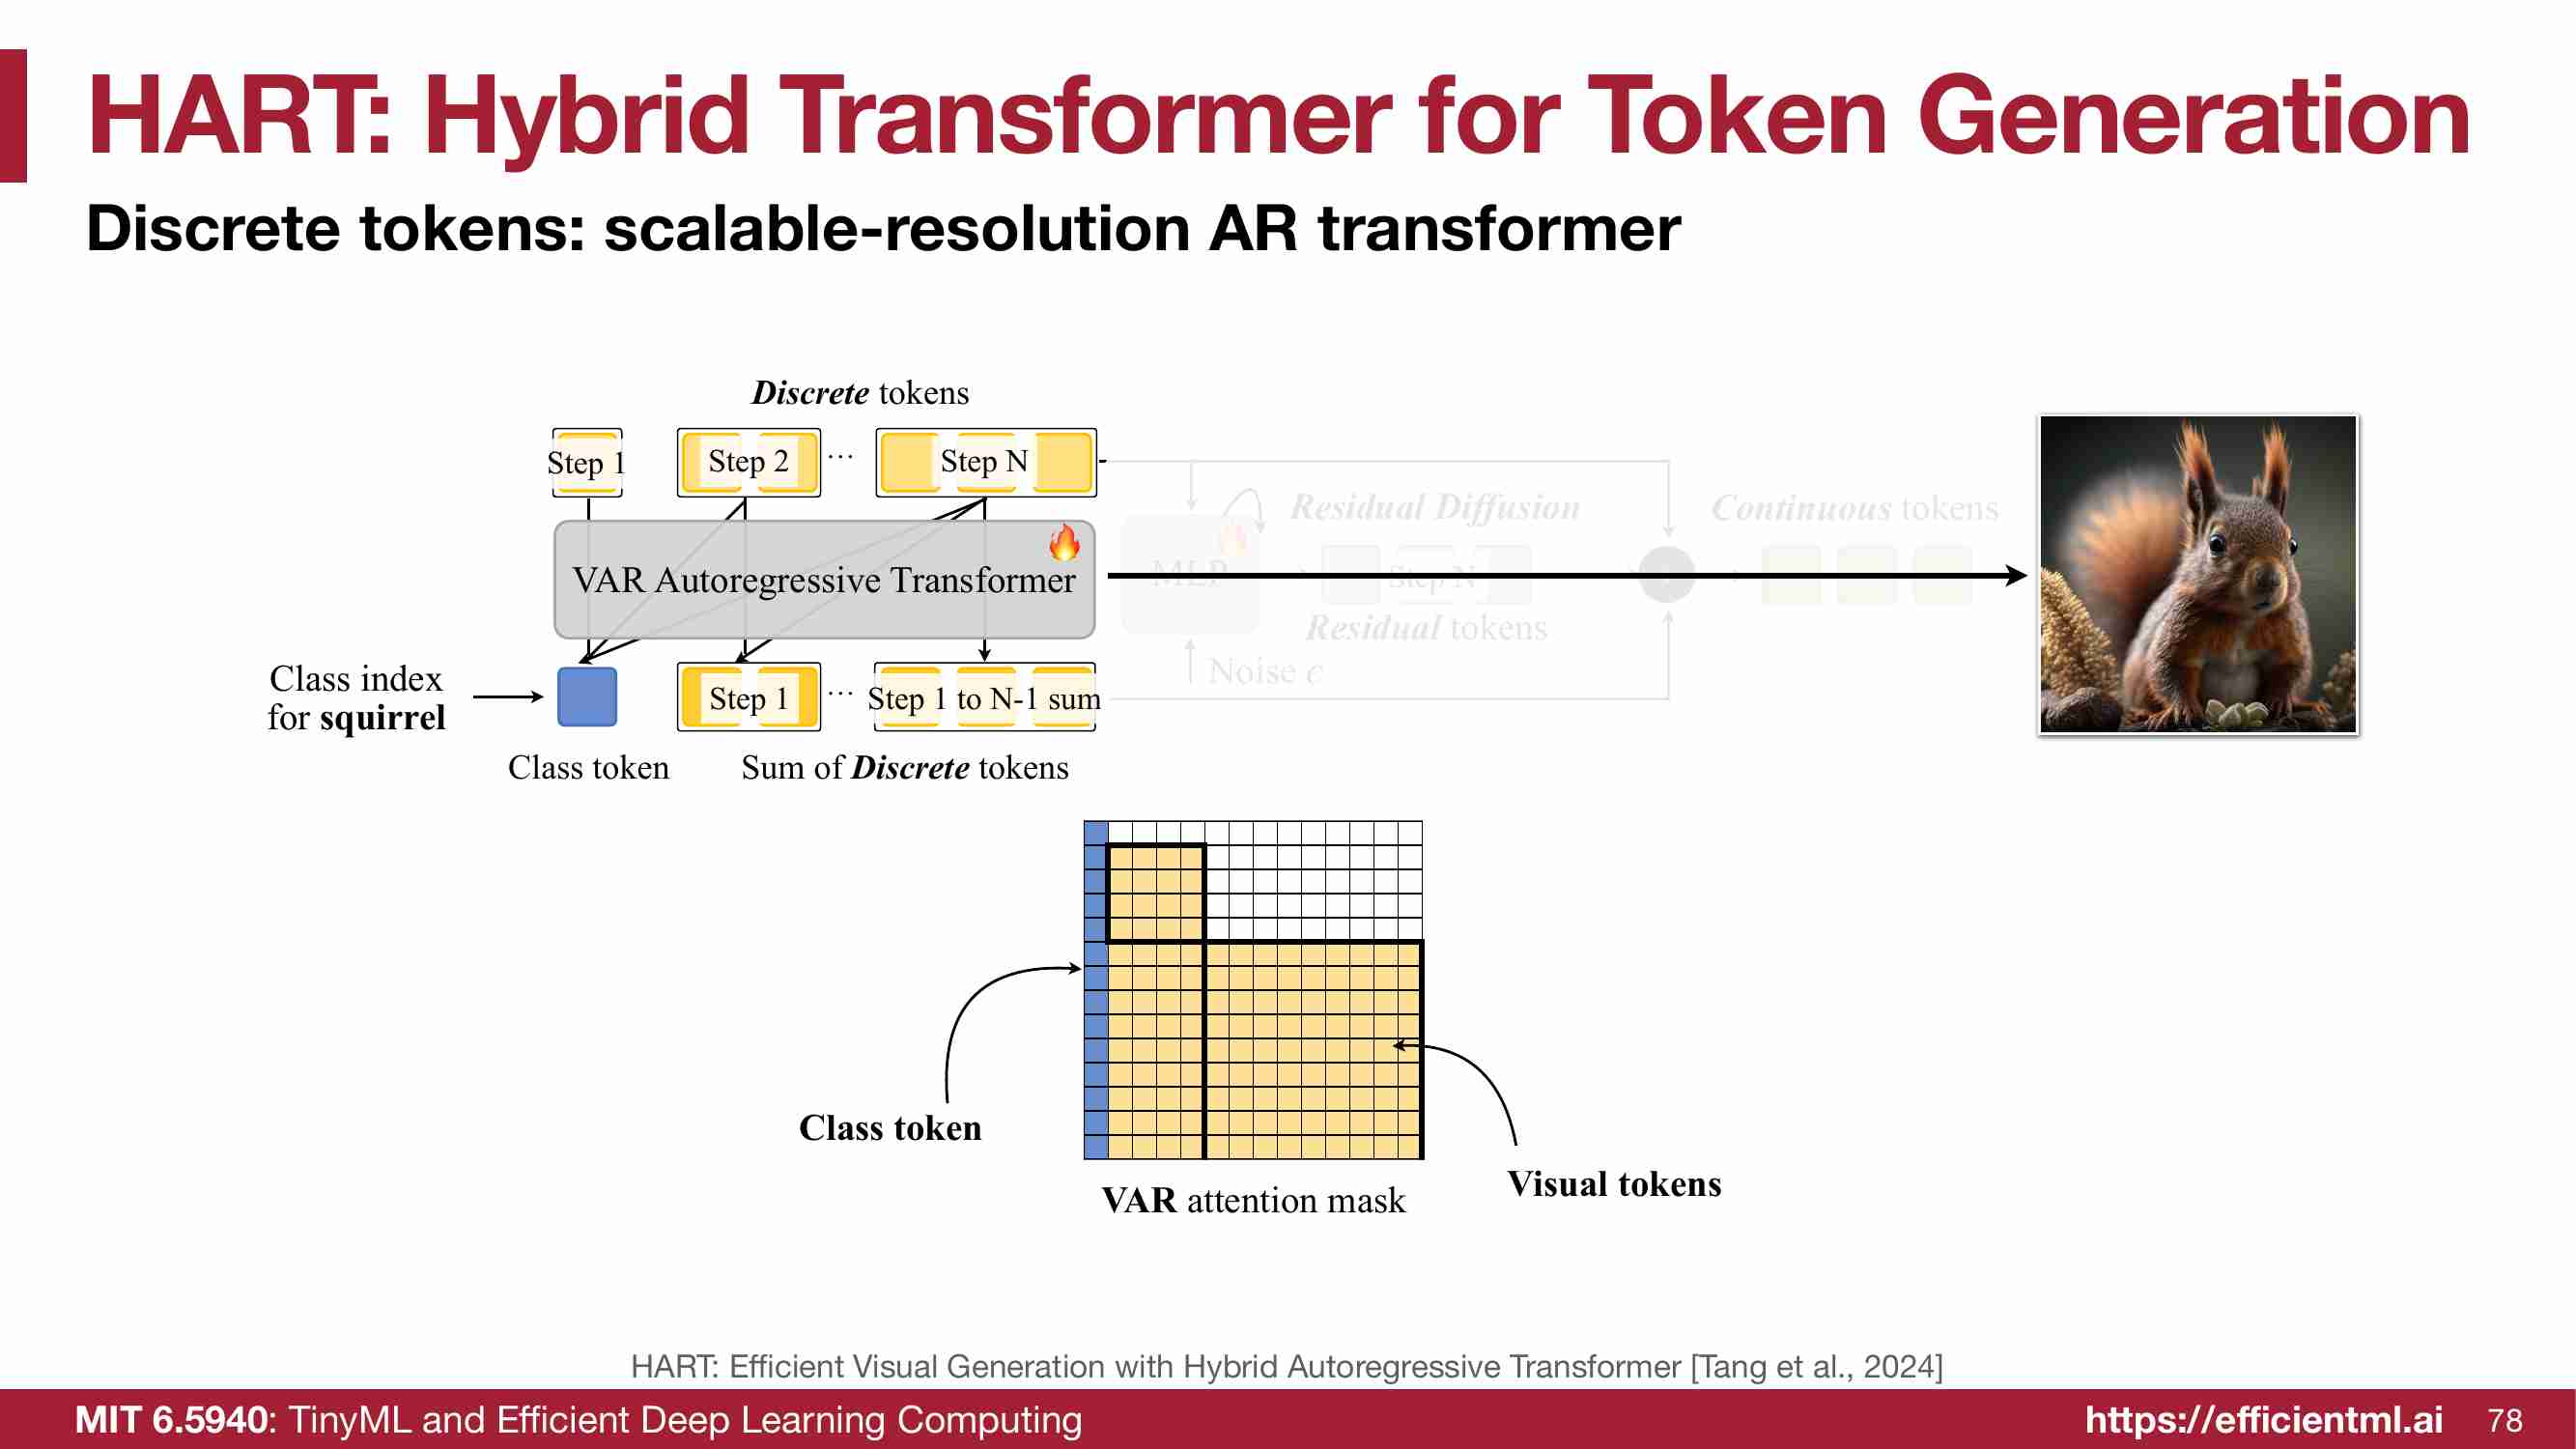 HART: Hybrid Transformer for Token Generation
Discrete tokens: scalable-resolution AR transformer
Discrete tokens
Step 1
Step 2
...
Step N
VAR Autoregressive Transformer
MLP
Residual Diffusion
Step N
Residual tokens
Noise ϵ
Continuous tokens
Class index
for squirrel
Step 1
...
Step 1 to N-1 sum
Class token
Sum of Discrete tokens
Class token
Visual tokens
VAR attention mask
HART: Efficient Visual Generation with Hybrid Autoregressive Transformer [Tang et al., 2024]
MIT 6.5940: TinyML and Efficient Deep Learning Computing
https://efficientml.ai
78